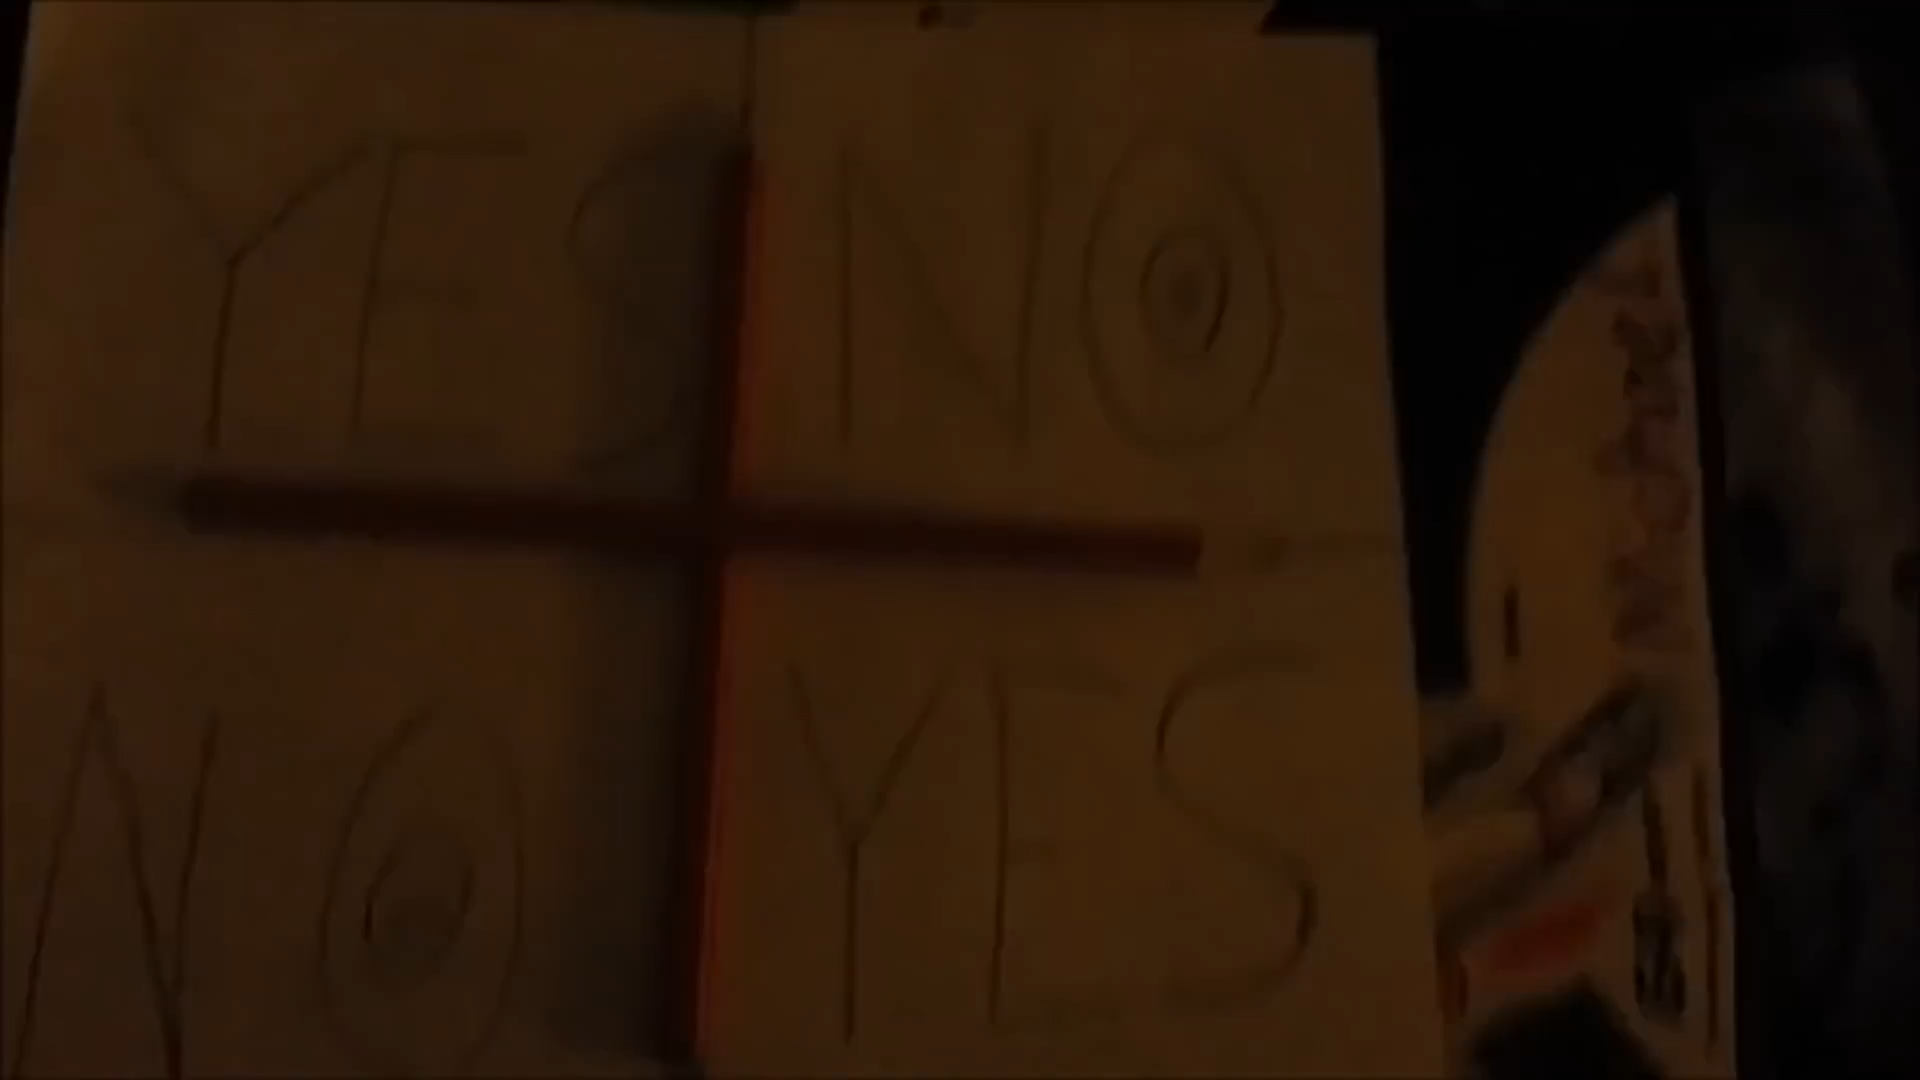 YES NO
NO YES